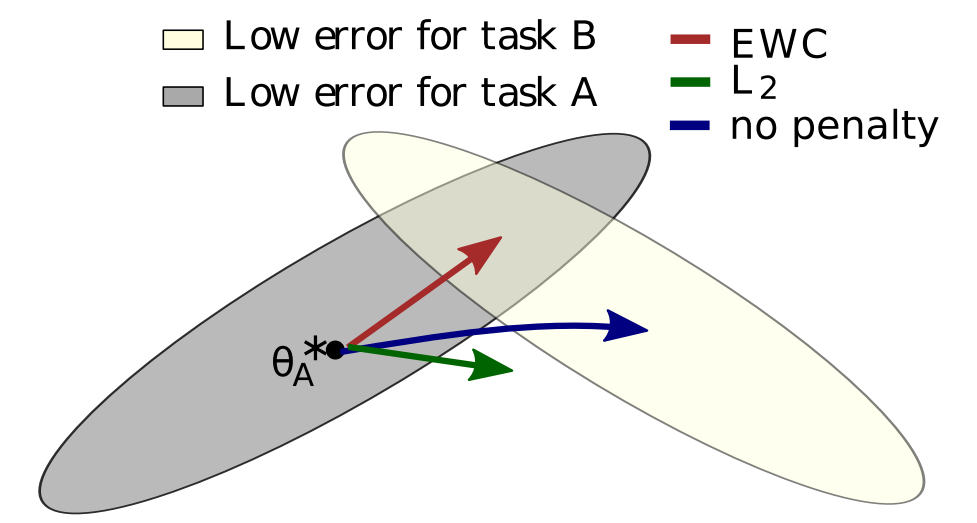 Low error for task B
Low error for task A
EWC
L2
no penalty
θA*